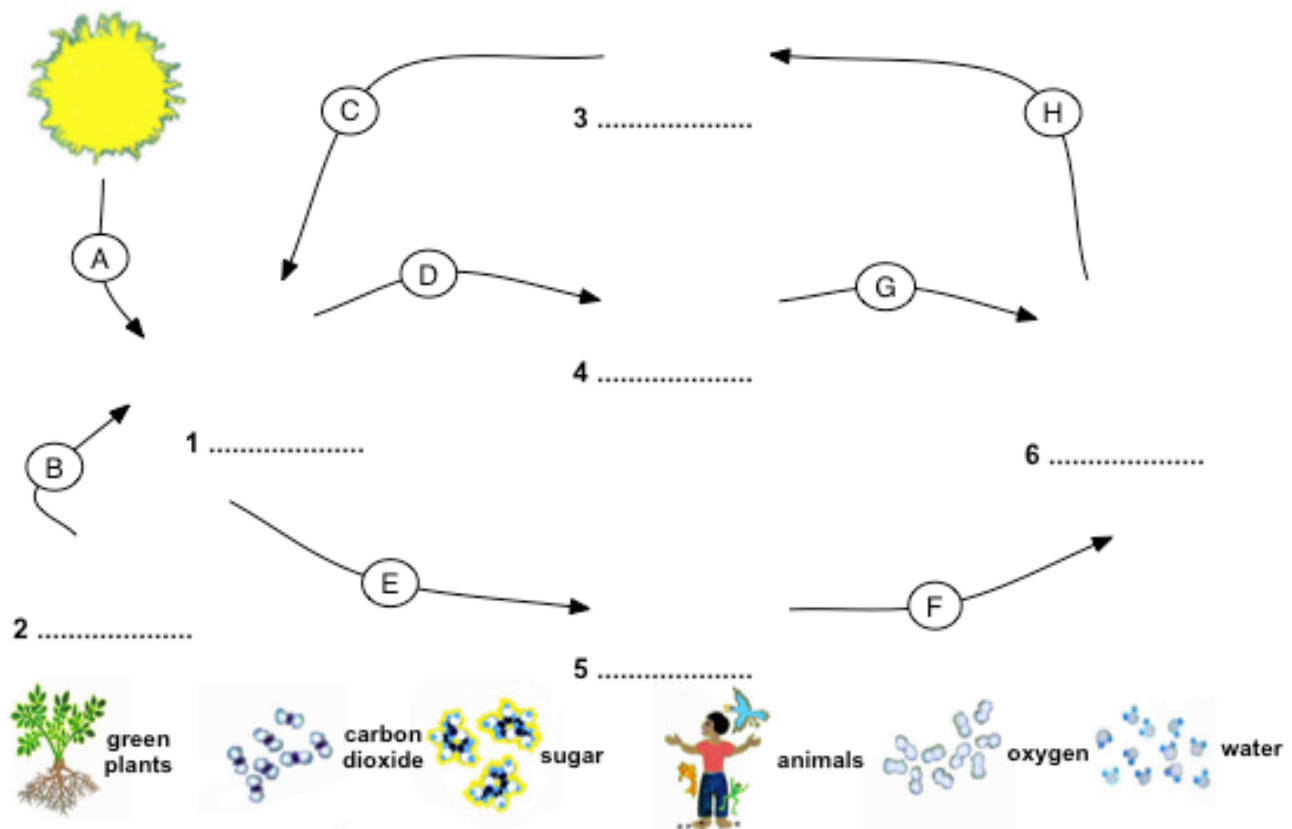 C
H
3 ....................
A
D
G
4 ....................
B
1 ....................
6 ....................
E
F
2 ....................
5 ....................
green
plants
carbon
dioxide
sugar
animals
oxygen
water